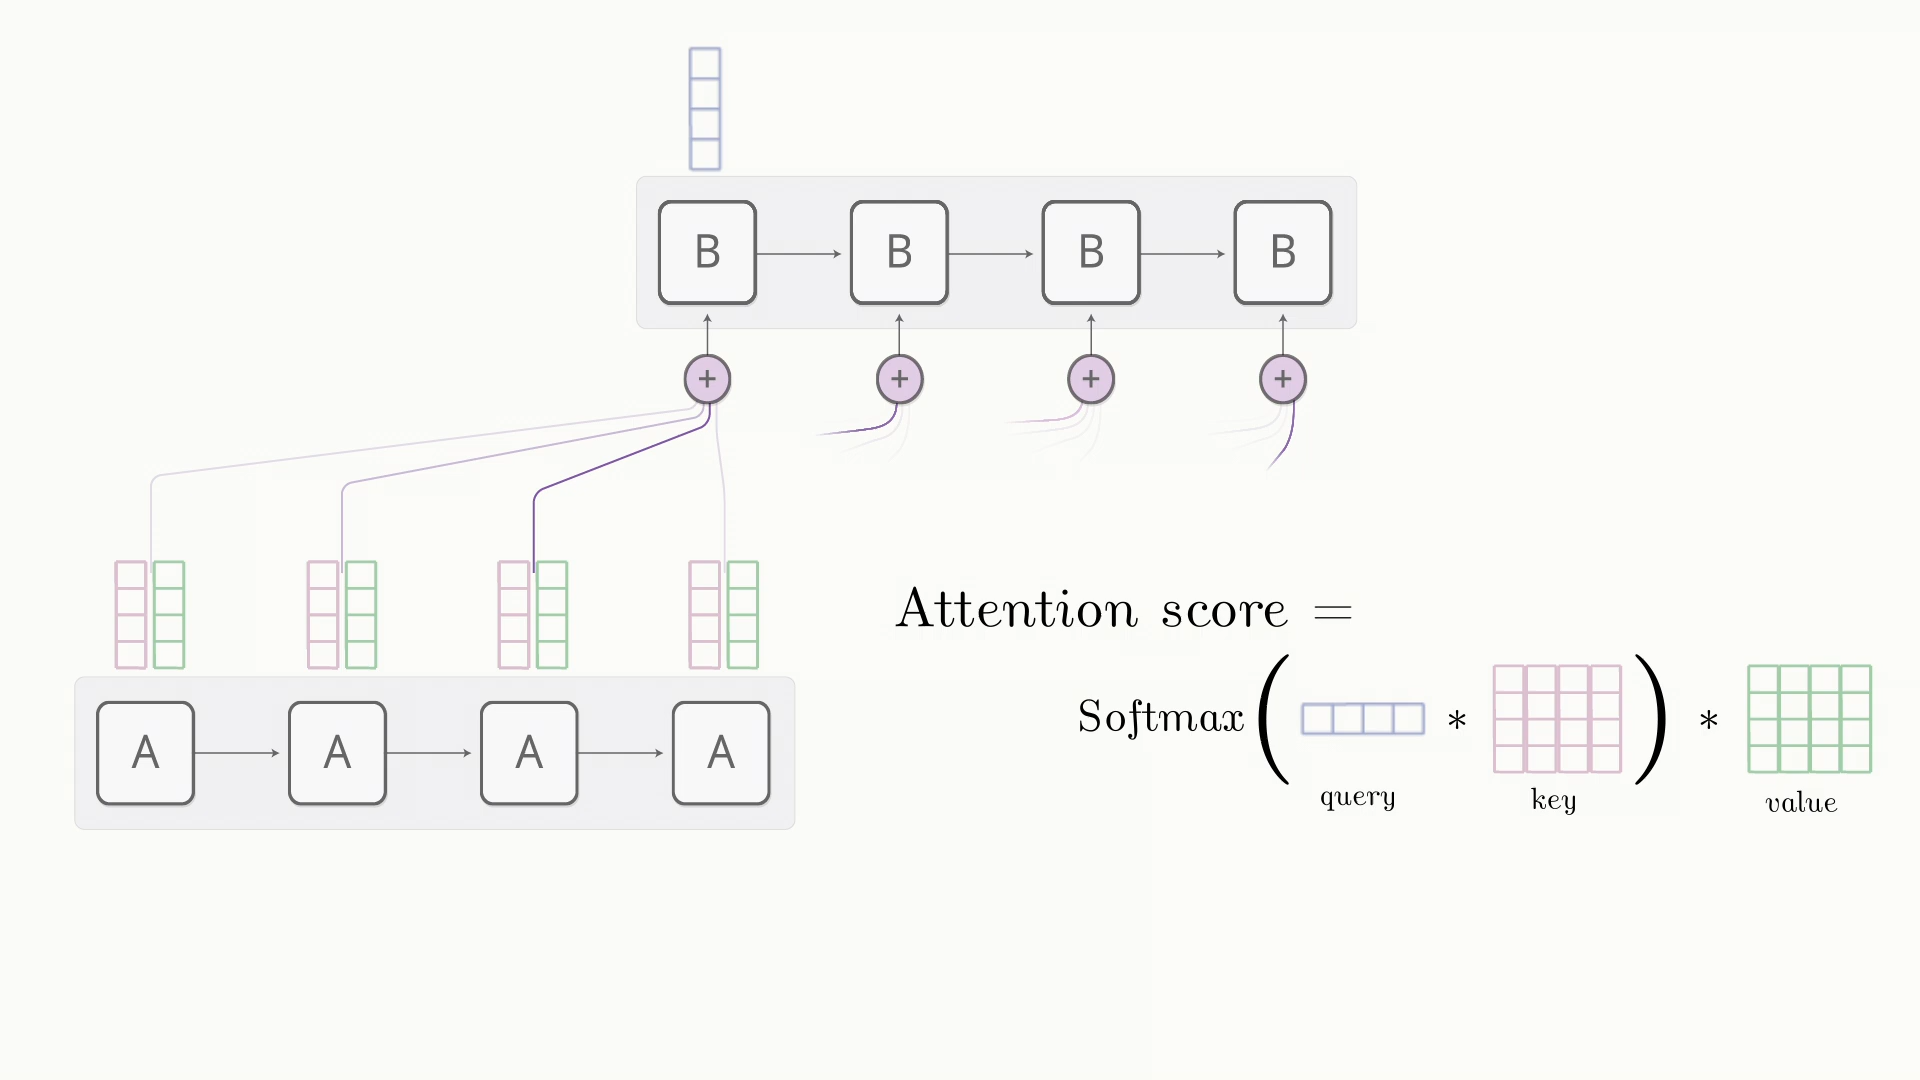 B B B B
+ + + +
Attention score =
Softmax ( * ) *
query key value
A A A A